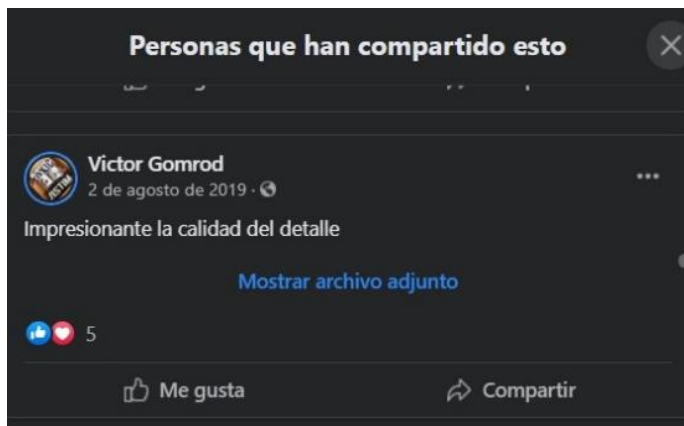 Personas que han compartido esto
Victor Gomrod
2 de agosto de 2019 ·
Impresionante la calidad del detalle
Mostrar archivo adjunto
5
Me gusta
Compartir